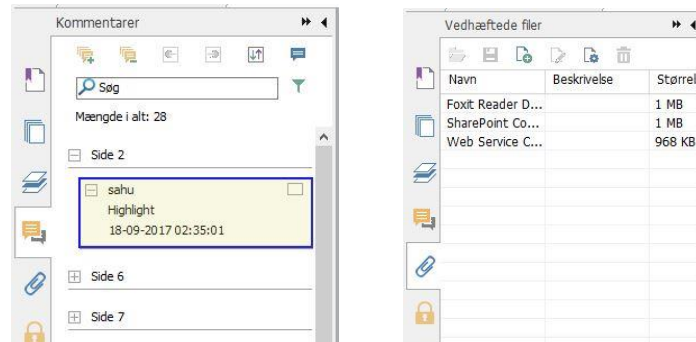 Kommentarer
Søg
Mængde i alt: 28
Side 2
sahu
Highlight
18-09-2017 02:35:01
Side 6
Side 7
Vedhæftede filer
Navn Beskrivelse Størrel
Foxit Reader D... 1 MB
SharePoint Co... 1 MB
Web Service C... 968 KB